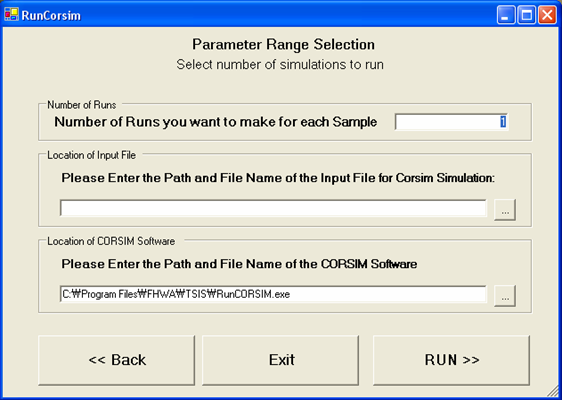 RunCorsim
Parameter Range Selection
Select number of simulations to run
Number of Runs
Number of Runs you want to make for each Sample
1
Location of Input File
Please Enter the Path and File Name of the Input File for Corsim Simulation:
...
Location of CORSIM Software
Please Enter the Path and File Name of the CORSIM Software
C:₩Program Files₩FHWA₩TSIS₩RunCORSIM.exe
...
<< Back
Exit
RUN >>